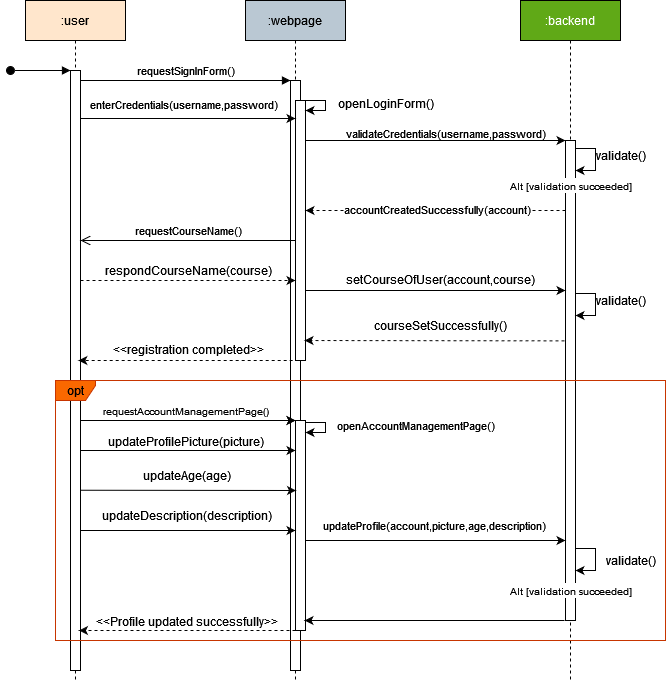 :user
:webpage
:backend
requestSignInForm()
enterCredentials(username,password)
openLoginForm()
validateCredentials(username,password)
validate()
Alt [validation succeeded]
accountCreatedSuccessfully(account)
requestCourseName()
respondCourseName(course)
setCourseOfUser(account,course)
validate()
courseSetSuccessfully()
<<registration completed>>
opt
requestAccountManagementPage()
openAccountManagementPage()
updateProfilePicture(picture)
updateAge(age)
updateDescription(description)
updateProfile(account,picture,age,description)
validate()
Alt [validation succeeded]
<<Profile updated successfully>>